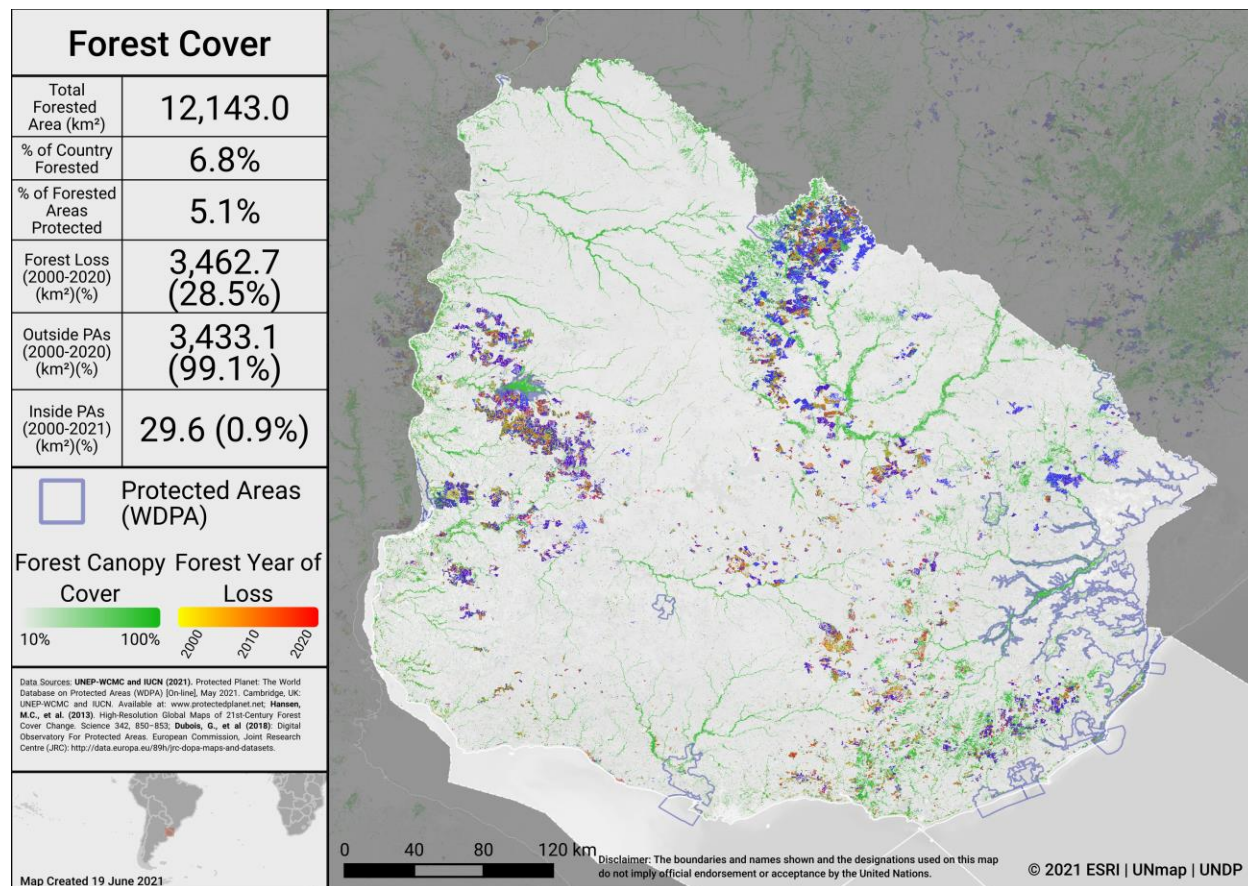 Forest Cover
Total
Forested
Area (km²)
12,143.0
% of Country
Forested
6.8%
% of Forested
Areas
Protected
5.1%
Forest Loss
(2000-2020)
(km²)(%)
3,462.7
(28.5%)
Outside PAs
(2000-2020)
(km²)(%)
3,433.1
(99.1%)
Inside PAs
(2000-2021)
(km²)(%)
29.6 (0.9%)
Protected Areas
(WDPA)
Forest Canopy
Cover
10%
100%
Forest Year of
Loss
2000
2010
2020
Data Sources: UNEP-WCMC and IUCN (2021). Protected Planet: The World
Database on Protected Areas (WDPA) [On-line], May 2021. Cambridge, UK:
UNEP-WCMC and IUCN. Available at: www.protectedplanet.net; Hansen,
M.C., et al. (2013). High-Resolution Global Maps of 21st-Century Forest
Cover Change. Science 342, 850–853; Dubois, G., et al (2018): Digital
Observatory For Protected Areas. European Commission, Joint Research
Centre (JRC): http://data.europa.eu/89h/jrc-dopa-maps-and-datasets.
Map Created 19 June 2021
0 40 80 120 km
Disclaimer: The boundaries and names shown and the designations used on this map
do not imply official endorsement or acceptance by the United Nations.
© 2021 ESRI | UNmap | UNDP